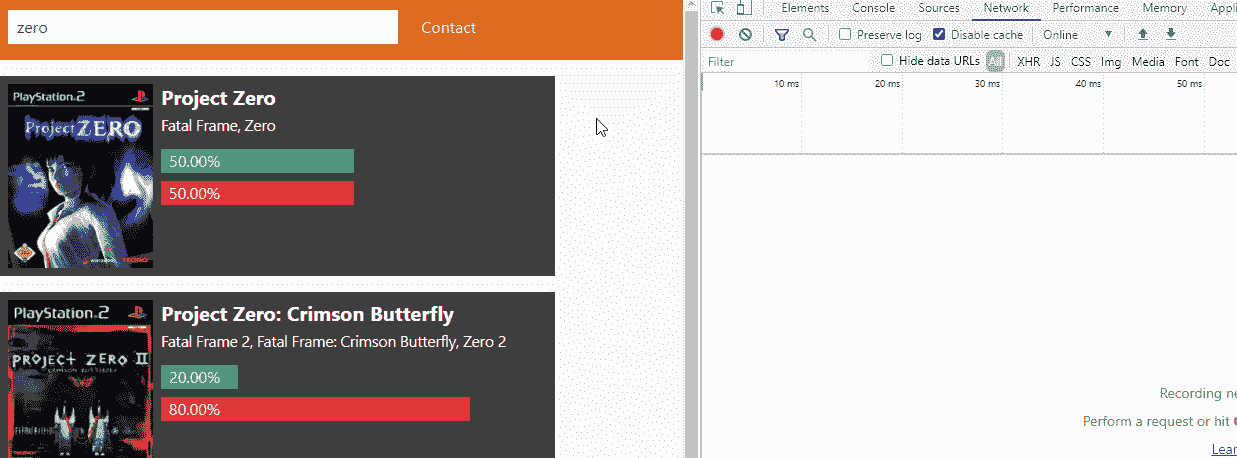 zero
Contact
PlayStation.2
Project ZERO
Project Zero
Fatal Frame, Zero
50.00%
50.00%
TECMO
PlayStation.2
PROJECT ZERO II
CRIMSON BUTTERFLY
Project Zero: Crimson Butterfly
Fatal Frame 2, Fatal Frame: Crimson Butterfly, Zero 2
20.00%
80.00%
Elements Console Sources Network Performance Memory
Preserve log Disable cache Online
Filter Hide data URLs All XHR JS CSS Img Media Font Doc
10 ms 20 ms 30 ms 40 ms 50 ms
Recording
Perform a request or hit